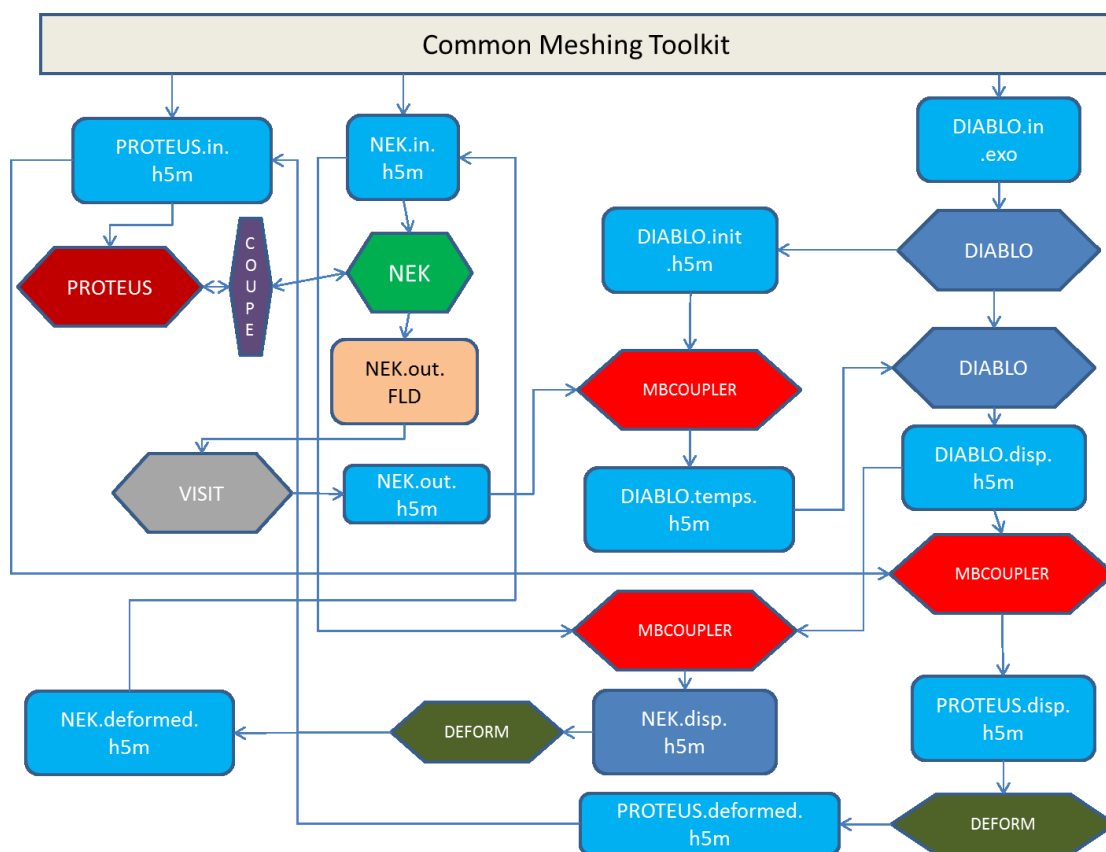 Common Meshing Toolkit
PROTEUS.in.
h5m
NEK.in.
h5m
DIABLO.in
.exo
C
O
U
P
E
DIABLO.init
.h5m
DIABLO
PROTEUS
NEK
NEK.out.
FLD
MBCOUPLER
DIABLO
VISIT
NEK.out.
h5m
DIABLO.temps.
h5m
DIABLO.disp.
h5m
MBCOUPLER
MBCOUPLER
NEK.deformed.
h5m
DEFORM
NEK.disp.
h5m
PROTEUS.disp.
h5m
PROTEUS.deformed.
h5m
DEFORM